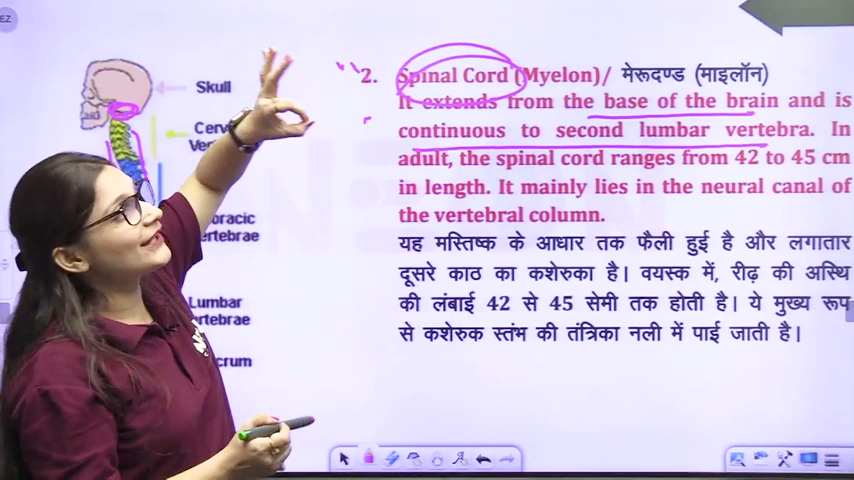 EZ
Skull
2. Spinal Cord (Myelon)/ मेरूदण्ड (माइलॉन)
It extends from the base of the brain and is
continuous to second lumbar vertebra. In
adult, the spinal cord ranges from 42 to 45 cm
in length. It mainly lies in the neural canal of
the vertebral column.
यह मस्तिष्क के आधार तक फैली हुई है और लगातार
दूसरे काठ का कशेरुका है। वयस्क में, रीढ़ की अस्थि
की लंबाई 42 से 45 सेमी तक होती है। ये मुख्य रूप
से कशेरुक स्तंभ की तंत्रिका नली में पाई जाती है।
Cerv
Ve
oracic
ertebrae
Lumbar
ertebrae
crum